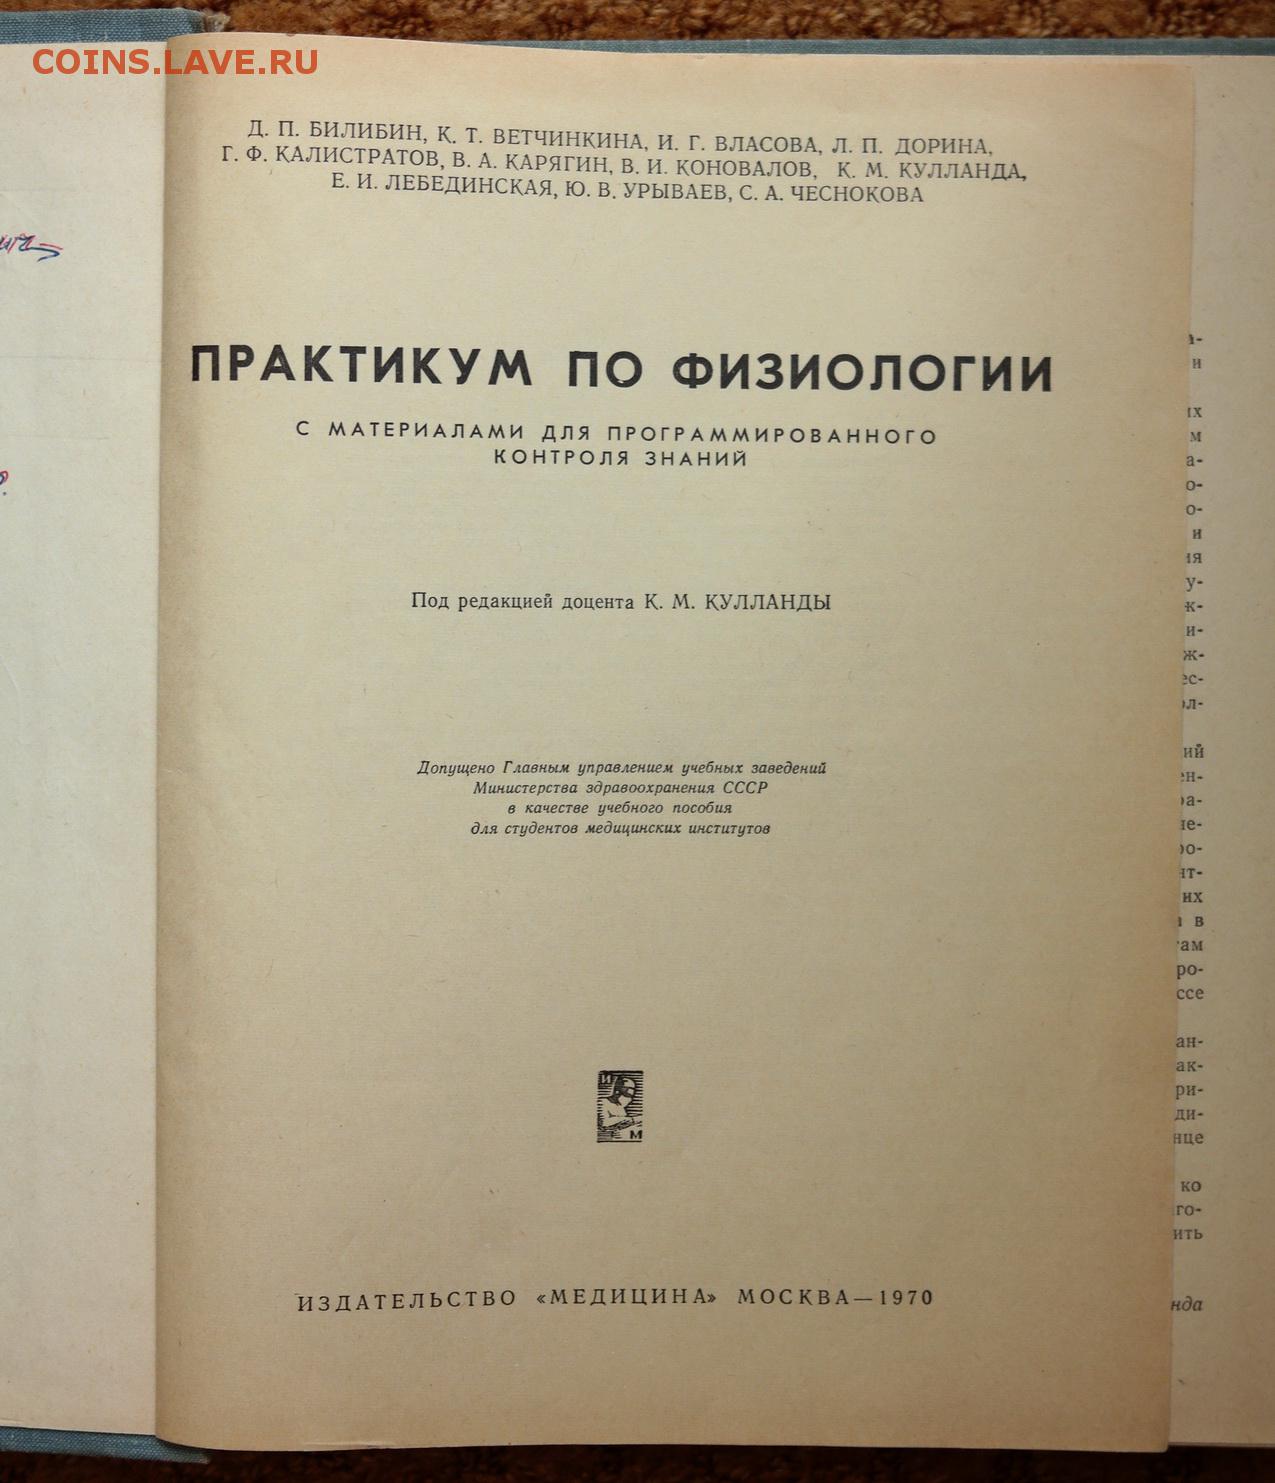 COINS.LAVE.RU
Д. П. БИЛИБИН, К. Т. ВЕТЧИНКИНА, И. Г. ВЛАСОВА, Л. П. ДОРИНА,
Г. Ф. КАЛИСТРАТОВ, В. А. КАРЯГИН, В. И. КОНОВАЛОВ, К. М. КУЛЛАНДА,
Е. И. ЛЕБЕДИНСКАЯ, Ю. В. УРЫВАЕВ, С. А. ЧЕСНОКОВА
ПРАКТИКУМ ПО ФИЗИОЛОГИИ
С МАТЕРИАЛАМИ ДЛЯ ПРОГРАММИРОВАННОГО
КОНТРОЛЯ ЗНАНИЙ
Под редакцией доцента К. М. КУЛЛАНДЫ
Допущено Главным управлением учебных заведений
Министерства здравоохранения СССР
в качестве учебного пособия
для студентов медицинских институтов
И
М
ИЗДАТЕЛЬСТВО «МЕДИЦИНА» МОСКВА—1970